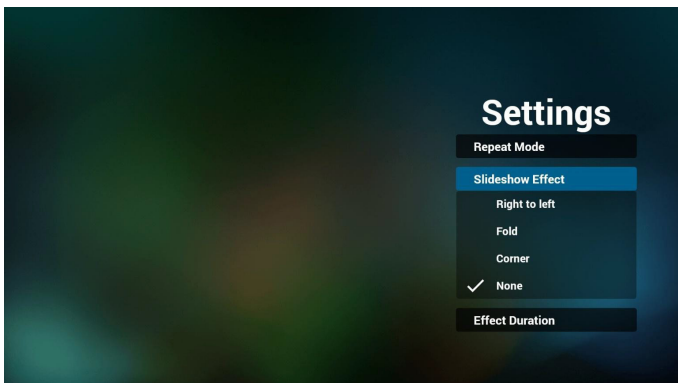 Settings
Repeat Mode
Slideshow Effect
Right to left
Fold
Corner
None
Effect Duration